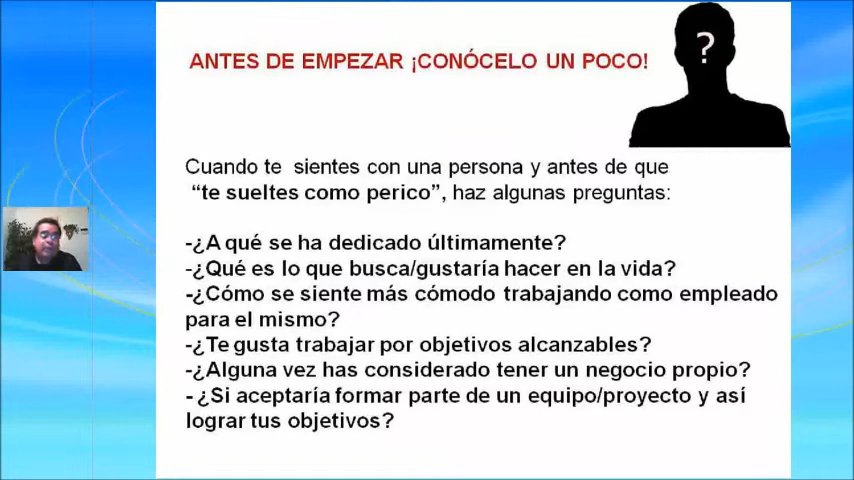 ANTES DE EMPEZAR ¡CONÓCELO UN POCO!
?
Cuando te sientes con una persona y antes de que
“te sueltes como perico”, haz algunas preguntas:
-¿A qué se ha dedicado últimamente?
-¿Qué es lo que busca/gustaría hacer en la vida?
-¿Cómo se siente más cómodo trabajando como empleado
para el mismo?
-¿Te gusta trabajar por objetivos alcanzables?
-¿Alguna vez has considerado tener un negocio propio?
- ¿Si aceptaría formar parte de un equipo/proyecto y así
lograr tus objetivos?